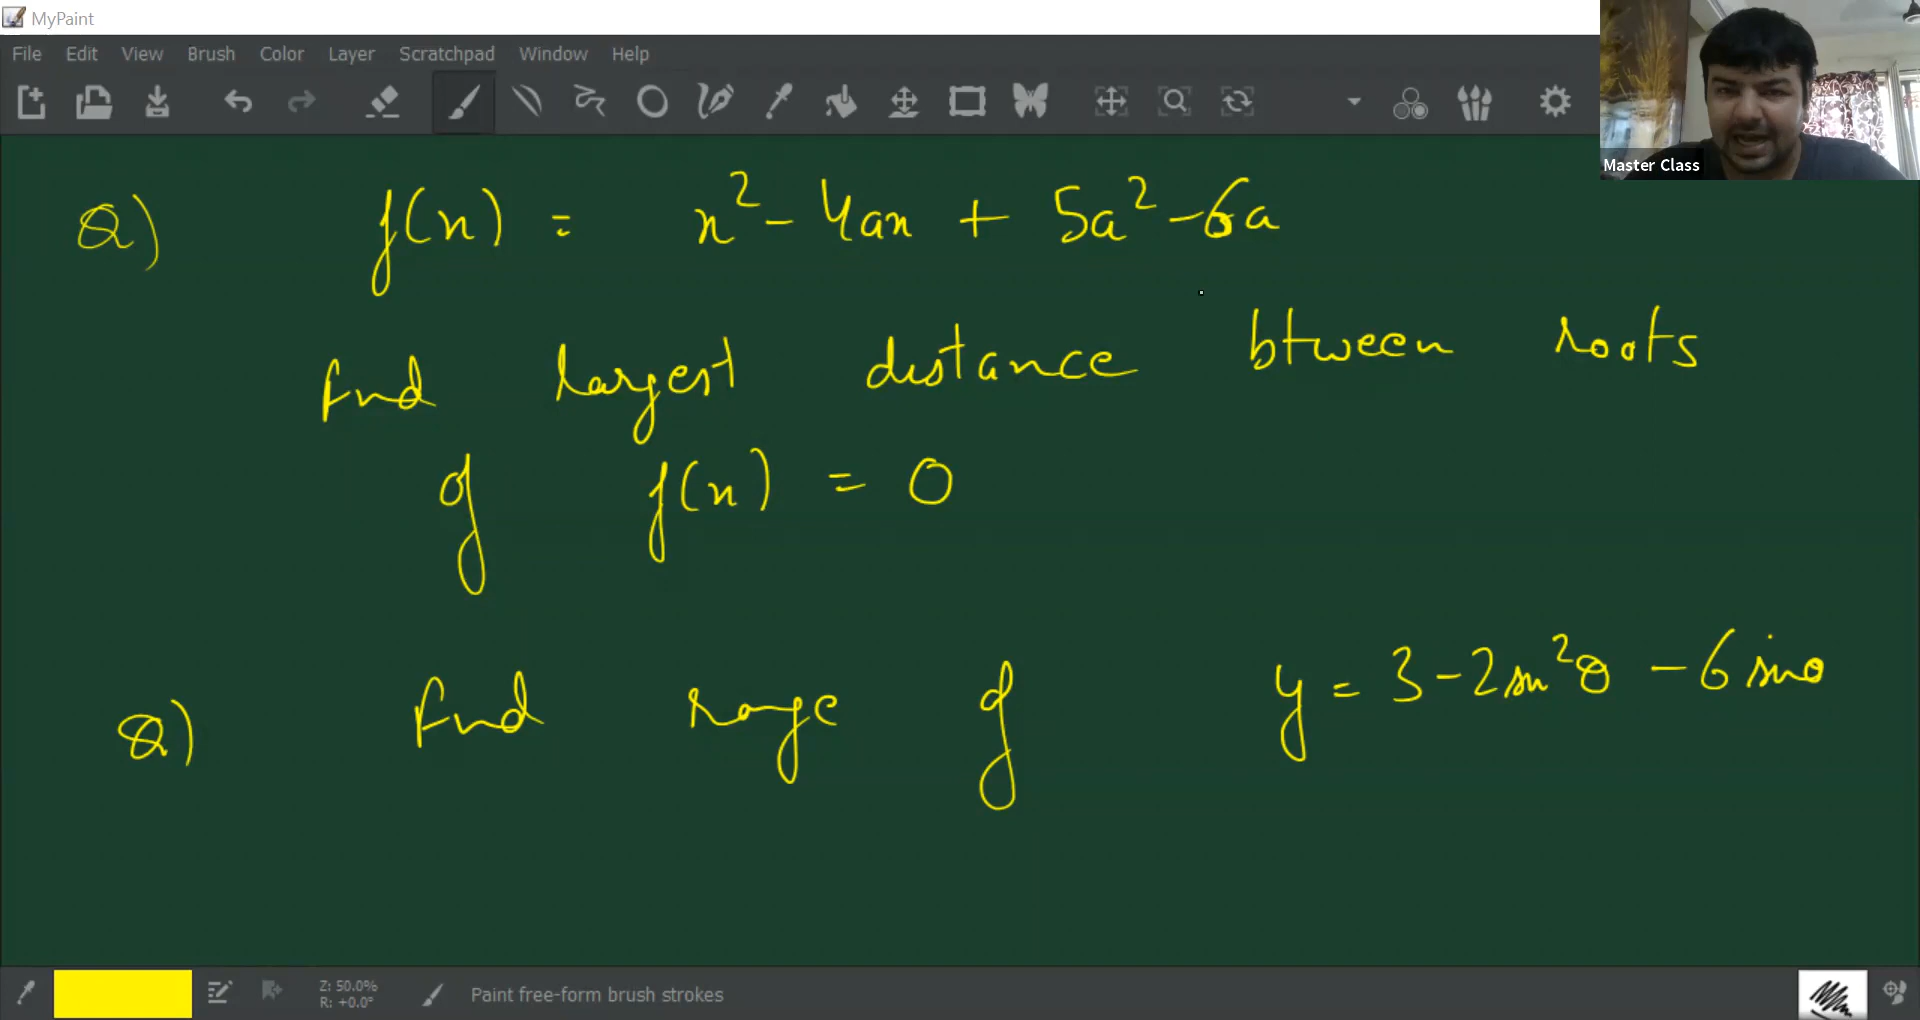 MyPaint
File Edit View Brush Color Layer Scratchpad Window Help
Master Class
Q) f(x) = x² - 4ax + 5a² - 6a
find largest distance btween roots
of f(x) = 0
Q) find range of y = 3 - 2sin²θ - 6sinθ
Z: 50.0%
R: +0.0°
Paint free-form brush strokes